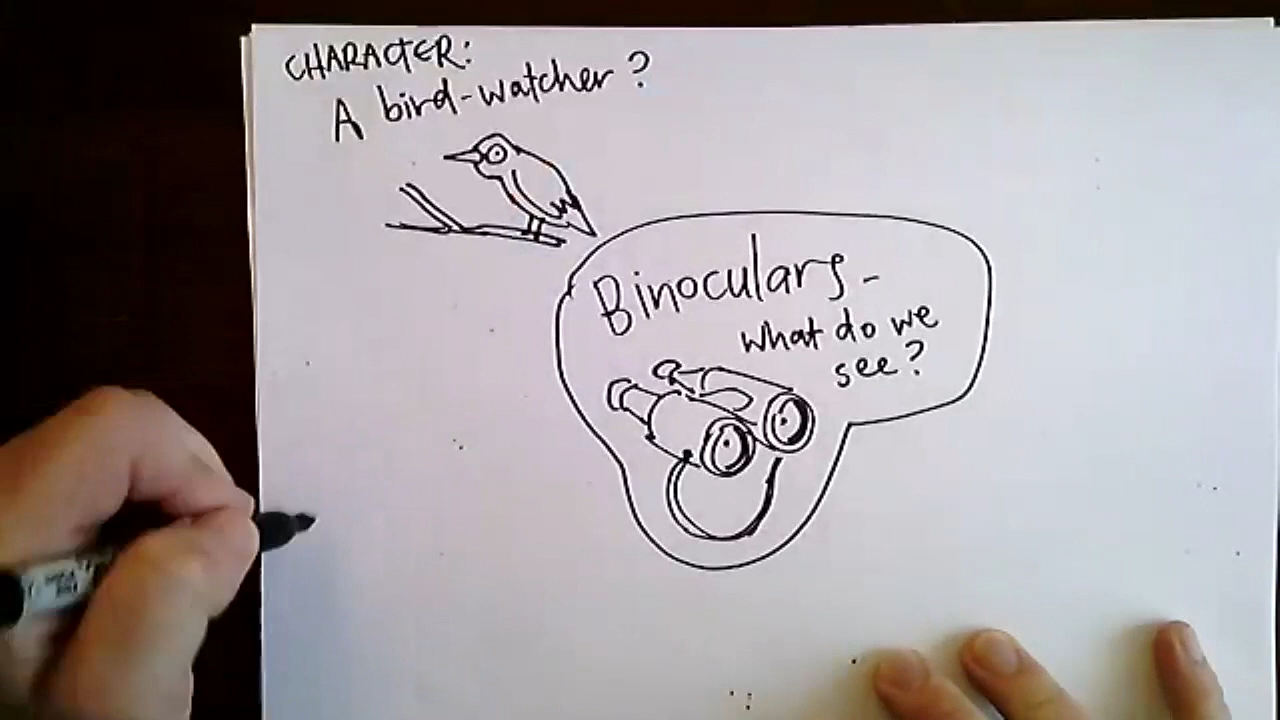 CHARACTER:
A bird-watcher?
Binoculars -
What do we
see?